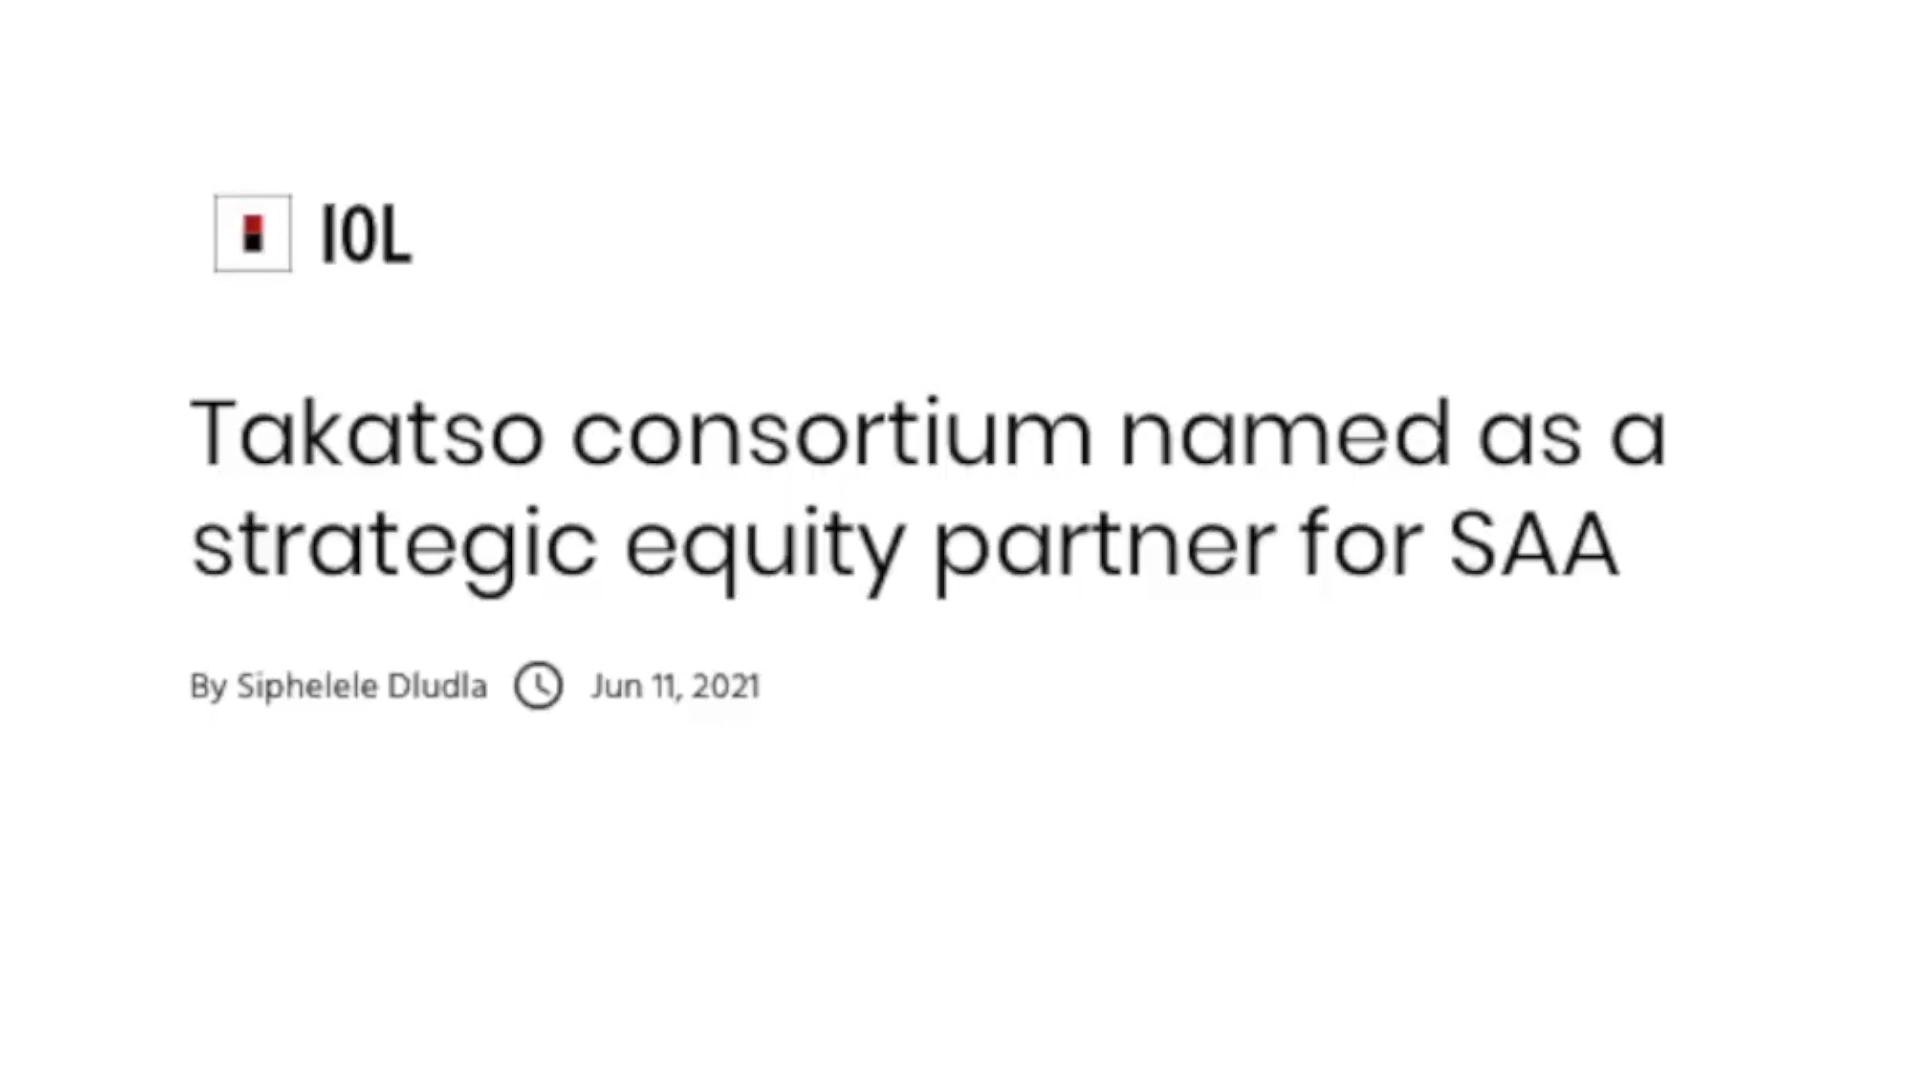 IOL
Takatso consortium named as a
strategic equity partner for SAA
By Siphelele Dludla Jun 11, 2021